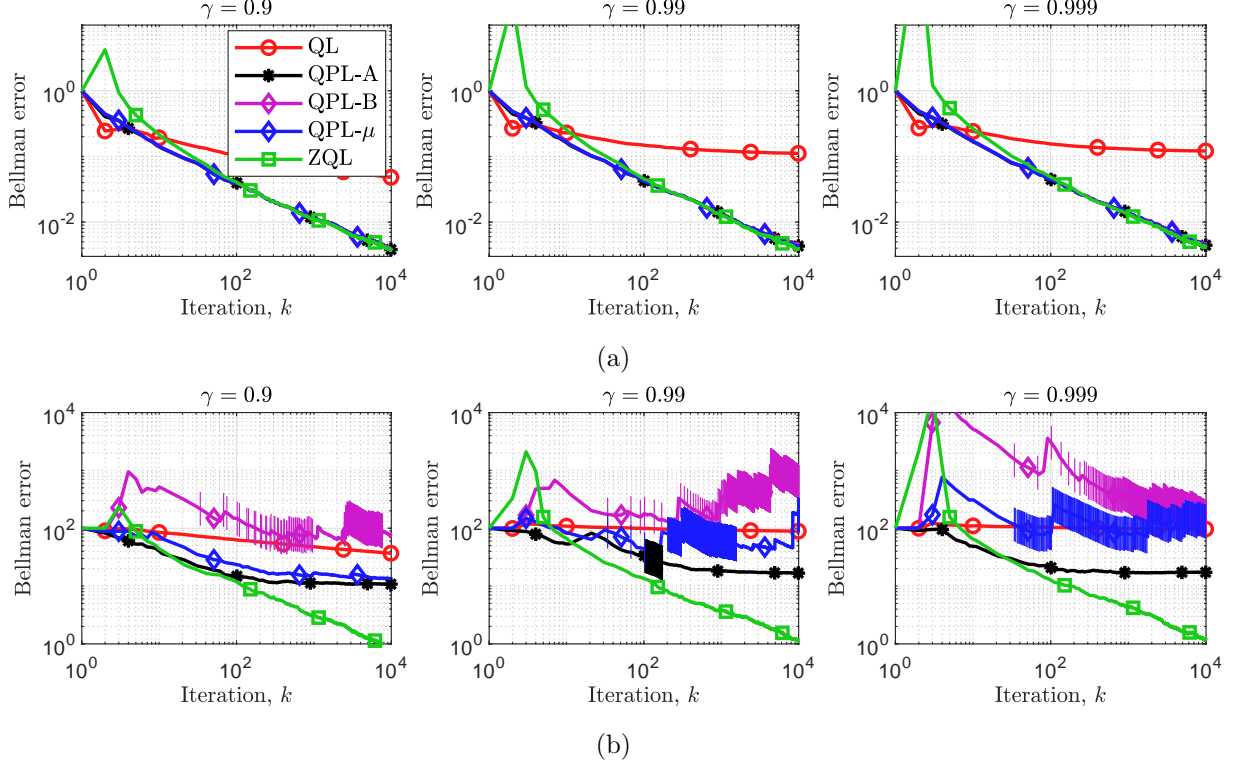 γ = 0.9
γ = 0.99
γ = 0.999
QL
QPL-A
QPL-B
QPL-μ
ZQL
Bellman error
Bellman error
Bellman error
10^0
10^-2
10^0
10^-2
10^0
10^-2
10^0
10^2
10^4
10^0
10^2
10^4
10^0
10^2
10^4
Iteration, k
Iteration, k
Iteration, k
(a)
γ = 0.9
γ = 0.99
γ = 0.999
Bellman error
Bellman error
Bellman error
10^4
10^2
10^0
10^4
10^2
10^0
10^4
10^2
10^0
10^0
10^2
10^4
10^0
10^2
10^4
10^0
10^2
10^4
Iteration, k
Iteration, k
Iteration, k
(b)